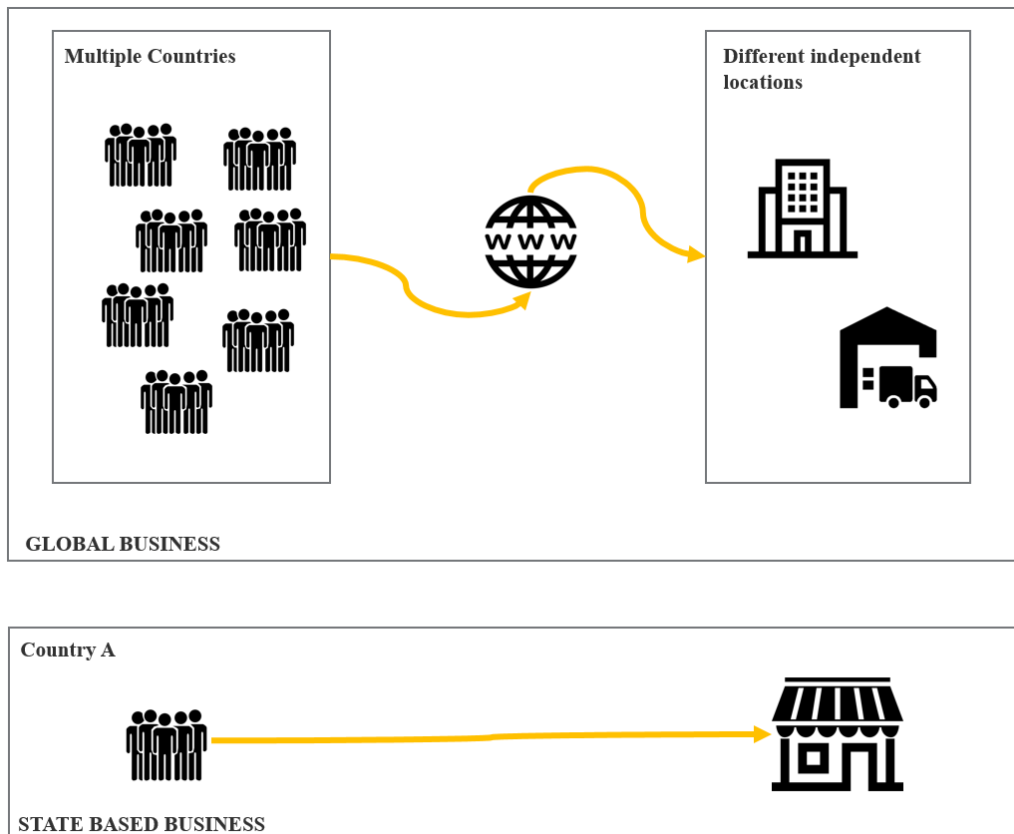 Multiple Countries
Different independent
locations
WWW
GLOBAL BUSINESS
Country A
STATE BASED BUSINESS